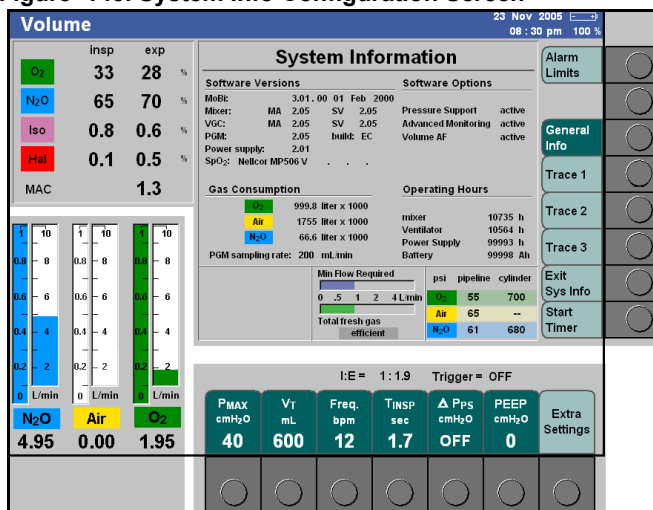 Volume
23 Nov 2005
08 : 30 pm 100 %
insp exp
O2 33 28 %
N2O 65 70 %
Iso 0.8 0.6 %
Hal 0.1 0.5 %
MAC 1.3
System Information
Software Versions
MoBi: 3.01 . 00 01 Feb 2000
Mixer: MA 2.05 SV 2.05
VGC: MA 2.05 SV 2.05
PGM: 2.05 build: EC
Power supply: 2.01
SpO2: Nellcor MP506 V . . .
Software Options
Pressure Support active
Advanced Monitoring active
Volume AF active
Gas Consumption
O2 999.8 liter x 1000
Air 1755 liter x 1000
N2O 66.6 liter x 1000
PGM sampling rate: 200 mL/min
Operating Hours
mixer 10735 h
Ventilator 10564 h
Power Supply 99993 h
Battery 99998 Ah
Min Flow Required
0 .5 1 2 4 L/min
Total fresh gas
efficient
psi pipeline cylinder
O2 55 700
Air 65 --
N2O 61 680
Alarm
Limits
General
Info
Trace 1
Trace 2
Trace 3
Exit
Sys Info
Start
Timer
1 10 1 10 1 10
0.8 8 0.8 8 0.8 8
0.6 6 0.6 6 0.6 6
0.4 4 0.4 4 0.4 4
0.2 2 0.2 2 0.2 2
0 L/min 0 L/min 0 L/min
N2O Air O2
4.95 0.00 1.95
I:E = 1 : 1.9 Trigger = OFF
PMAX VT Freq. TINSP Δ PPS PEEP
cmH2O mL bpm sec cmH2O cmH2O
40 600 12 1.7 OFF 0
Extra
Settings